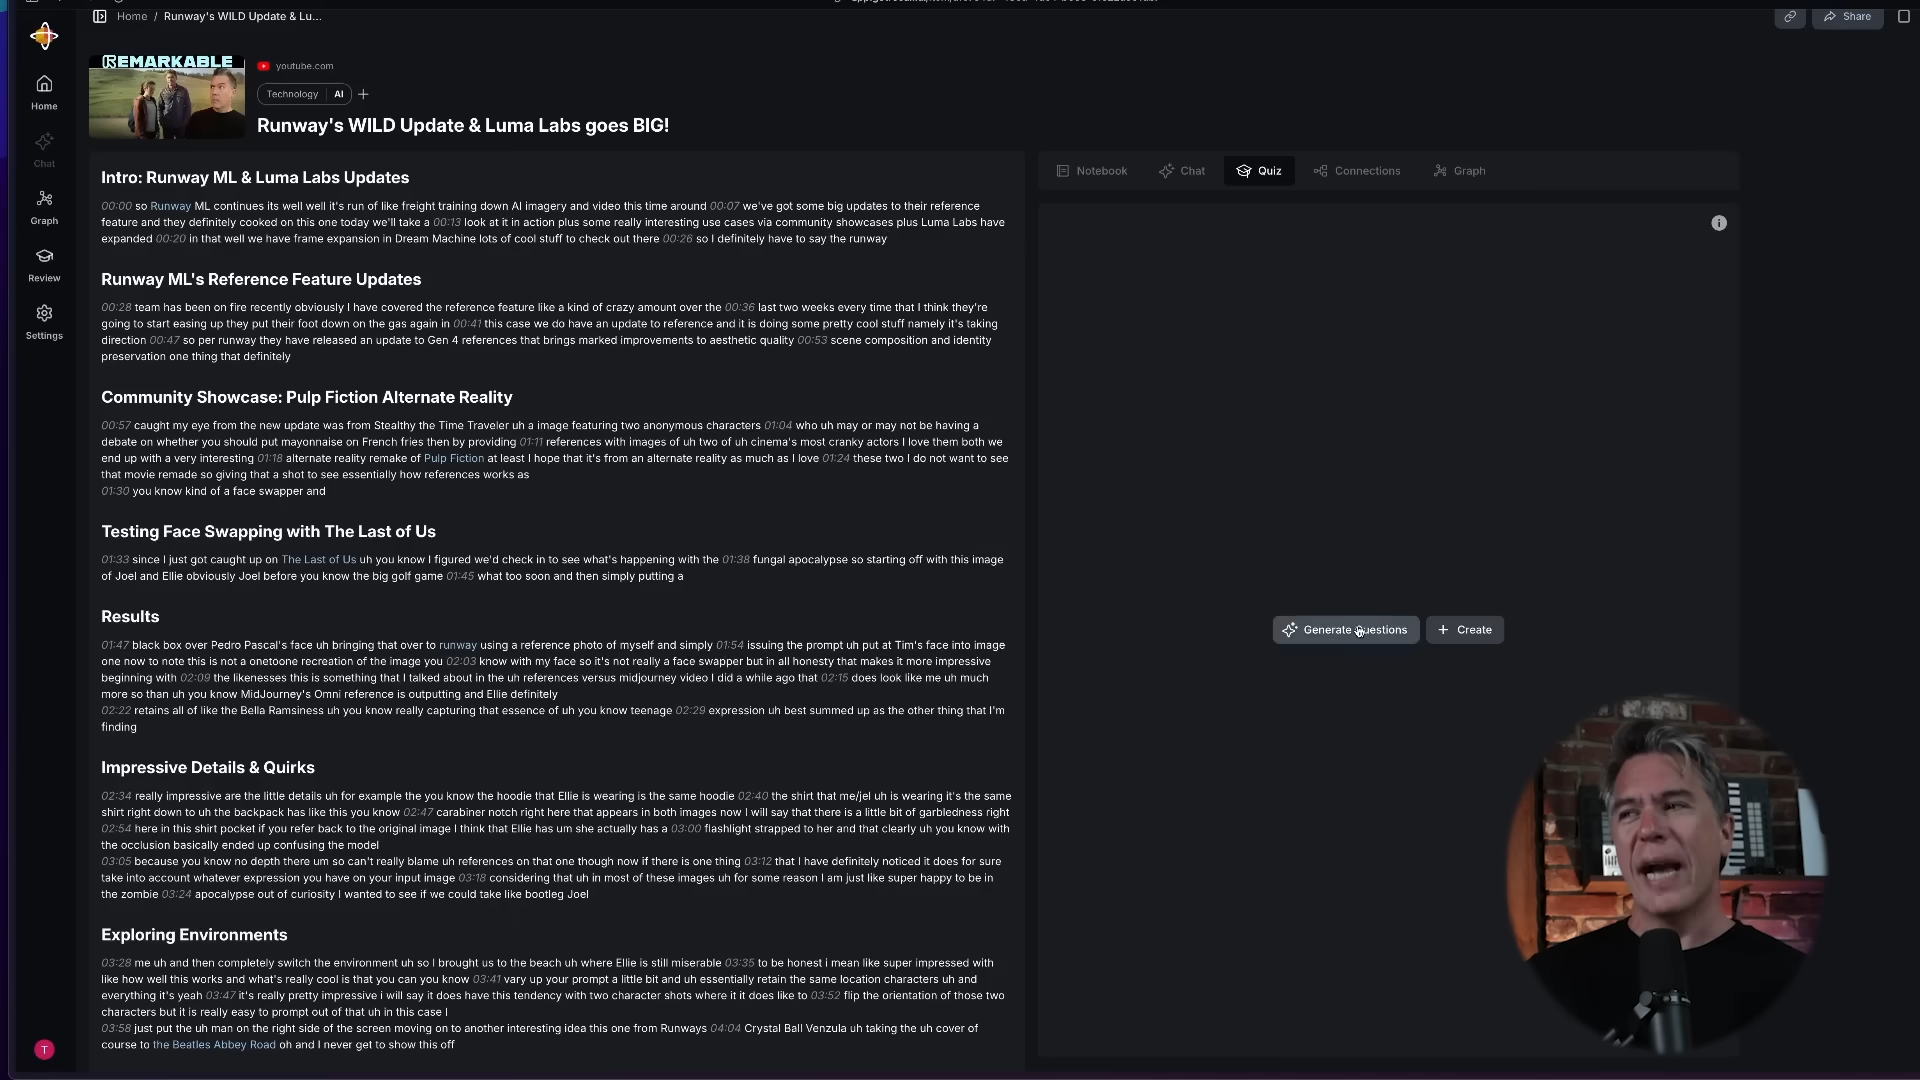 Home / Runway's WILD Update & Lu...
Share
REMARKABLE
youtube.com
Technology | AI
Runway's WILD Update & Luma Labs goes BIG!
Home
Chat
Graph
Review
Settings
T
Intro: Runway ML & Luma Labs Updates
00:00 so Runway ML continues its well well it's run of like freight training down AI imagery and video this time around 00:07 we've got some big updates to their reference
feature and they definitely cooked on this one today we'll take a 00:13 look at it in action plus some really interesting use cases via community showcases plus Luma Labs have
expanded 00:20 in that well we have frame expansion in Dream Machine lots of cool stuff to check out there 00:26 so I definitely have to say the runway
Runway ML's Reference Feature Updates
00:28 team has been on fire recently obviously I have covered the reference feature like a kind of crazy amount over the 00:36 last two weeks every time that I think they're
going to start easing up they put their foot down on the gas again in 00:41 this case we do have an update to reference and it is doing some pretty cool stuff namely it's taking
direction 00:47 so per runway they have released an update to Gen 4 references that brings marked improvements to aesthetic quality 00:53 scene composition and identity
preservation one thing that definitely
Community Showcase: Pulp Fiction Alternate Reality
00:57 caught my eye from the new update was from Stealthy the Time Traveler uh a image featuring two anonymous characters 01:04 who uh may or may not be having a
debate on whether you should put mayonnaise on French fries then by providing 01:11 references with images of uh two of uh cinema's most cranky actors I love them both we
end up with a very interesting 01:18 alternate reality remake of Pulp Fiction at least I hope that it's from an alternate reality as much as I love 01:24 these two I do not want to see
that movie remade so giving that a shot to see essentially how references works as
01:30 you know kind of a face swapper and
Testing Face Swapping with The Last of Us
01:33 since I just got caught up on The Last of Us uh you know I figured we'd check in to see what's happening with the 01:38 fungal apocalypse so starting off with this image
of Joel and Ellie obviously Joel before you know the big golf game 01:45 what too soon and then simply putting a
Results
01:47 black box over Pedro Pascal's face uh bringing that over to runway using a reference photo of myself and simply 01:54 issuing the prompt uh put at Tim's face into image
one now to note this is not a onetoone recreation of the image you 02:03 know with my face so it's not really a face swapper but in all honesty that makes it more impressive
beginning with 02:09 the likenesses this is something that I talked about in the uh references versus midjourney video I did a while ago that 02:15 does look like me uh much
more so than uh you know MidJourney's Omni reference is outputting and Ellie definitely
02:22 retains all of like the Bella Ramsiness uh you know really capturing that essence of uh you know teenage 02:29 expression uh best summed up as the other thing that I'm
finding
Impressive Details & Quirks
02:34 really impressive are the little details uh for example the you know the hoodie that Ellie is wearing is the same hoodie 02:40 the shirt that me/jel uh is wearing it's the same
shirt right down to uh the backpack has like this you know 02:47 carabiner notch right here that appears in both images now I will say that there is a little bit of garbledness right
02:54 here in this shirt pocket if you refer back to the original image I think that Ellie has um she actually has a 03:00 flashlight strapped to her and that clearly uh you know with
the occlusion basically ended up confusing the model
03:05 because you know no depth there um so can't really blame uh references on that one though now if there is one thing 03:12 that I have definitely noticed it does for sure
take into account whatever expression you have on your input image 03:18 considering that uh in most of these images uh for some reason I am just like super happy to be in
the zombie 03:24 apocalypse out of curiosity I wanted to see if we could take like bootleg Joel
Exploring Environments
03:28 me uh and then completely switch the environment uh so I brought us to the beach uh where Ellie is still miserable 03:35 to be honest i mean like super impressed with
like how well this works and what's really cool is that you can you know 03:41 vary up your prompt a little bit and uh essentially retain the same location characters uh and
everything it's yeah 03:47 it's really pretty impressive i will say it does have this tendency with two character shots where it it does like to 03:52 flip the orientation of those two
characters but it is really easy to prompt out of that uh in this case I
03:58 just put the uh man on the right side of the screen moving on to another interesting idea this one from Runways 04:04 Crystal Ball Venzula uh taking the uh cover of
course to the Beatles Abbey Road oh and I never get to show this off
Notebook
Chat
Quiz
Connections
Graph
Generate Questions
Create